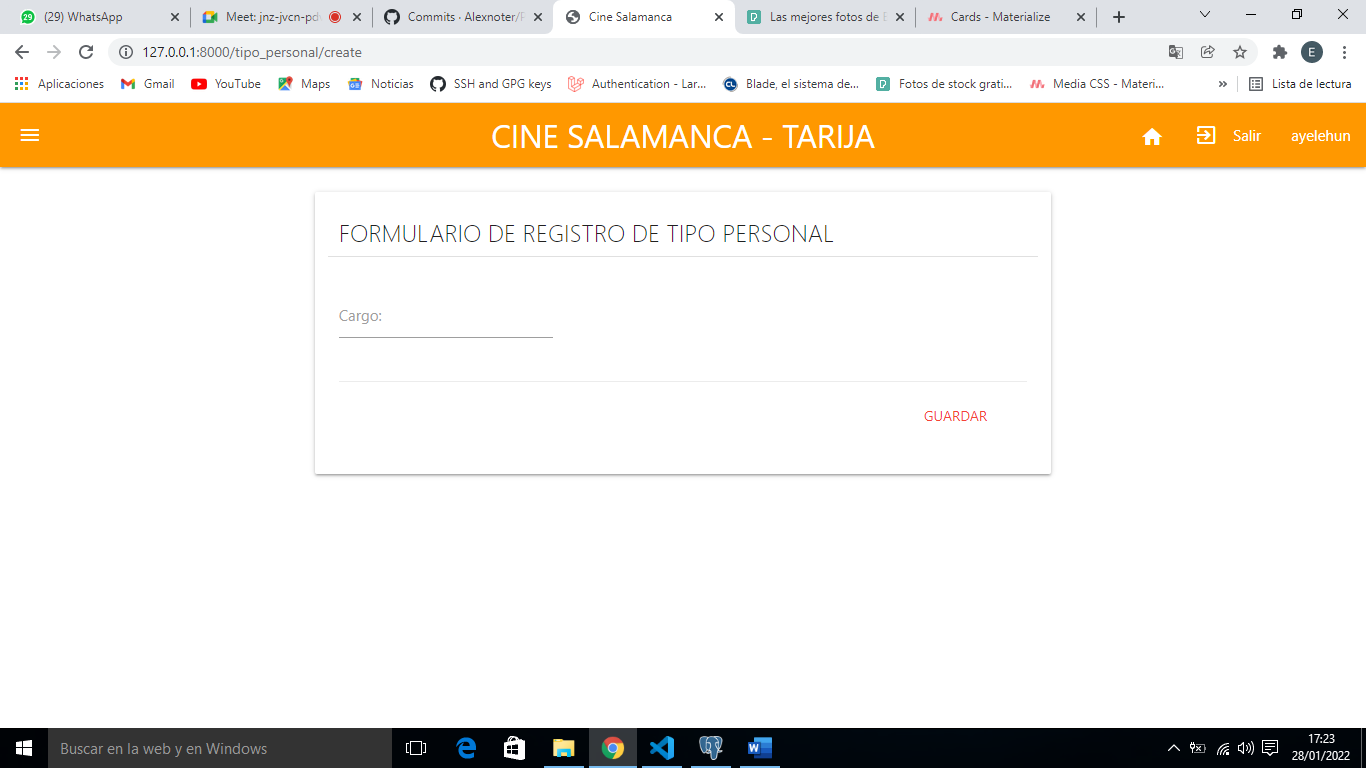 (29) WhatsApp
Meet: jnz-jvcn-pd
Commits · Alexnoter/P
Cine Salamanca
Las mejores fotos de E
Cards - Materialize
127.0.0.1:8000/tipo_personal/create
E
Aplicaciones
Gmail
YouTube
Maps
Noticias
SSH and GPG keys
Authentication - Lar...
Blade, el sistema de...
Fotos de stock grati...
Media CSS - Materi...
»
Lista de lectura
CINE SALAMANCA - TARIJA
Salir
ayelehun
FORMULARIO DE REGISTRO DE TIPO PERSONAL
Cargo:
GUARDAR
Buscar en la web y en Windows
17:23
28/01/2022